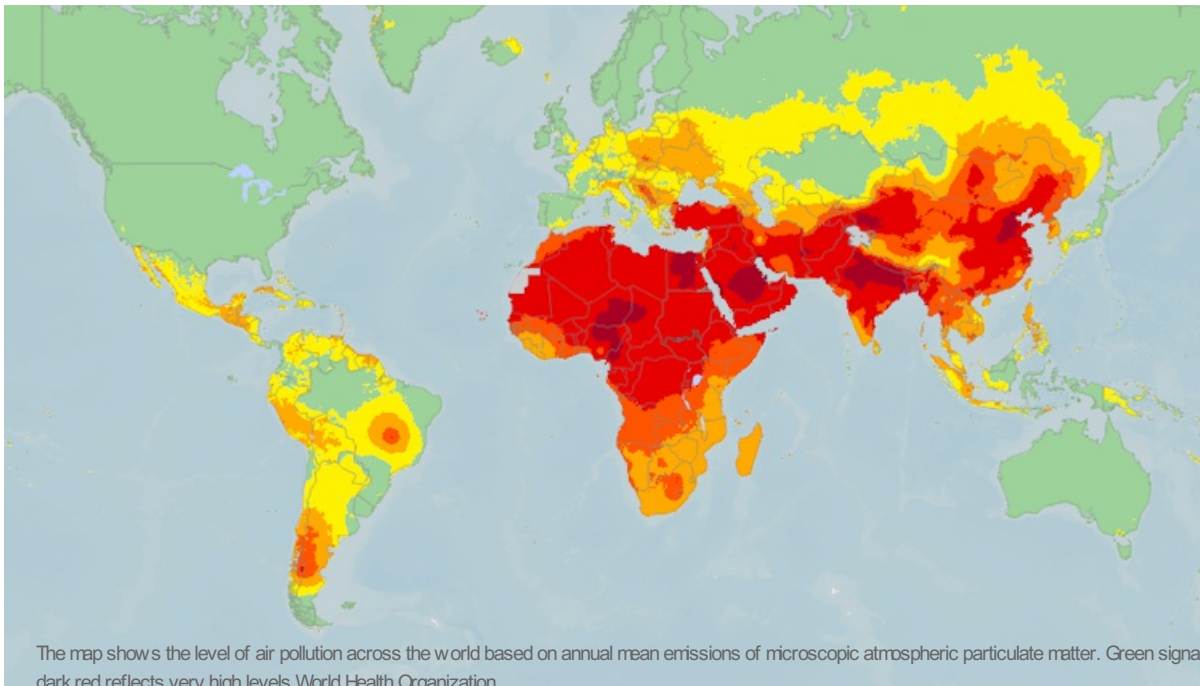 The map shows the level of air pollution across the world based on annual mean emissions of microscopic atmospheric particulate matter. Green signa
dark red reflects very high levels World Health Organization